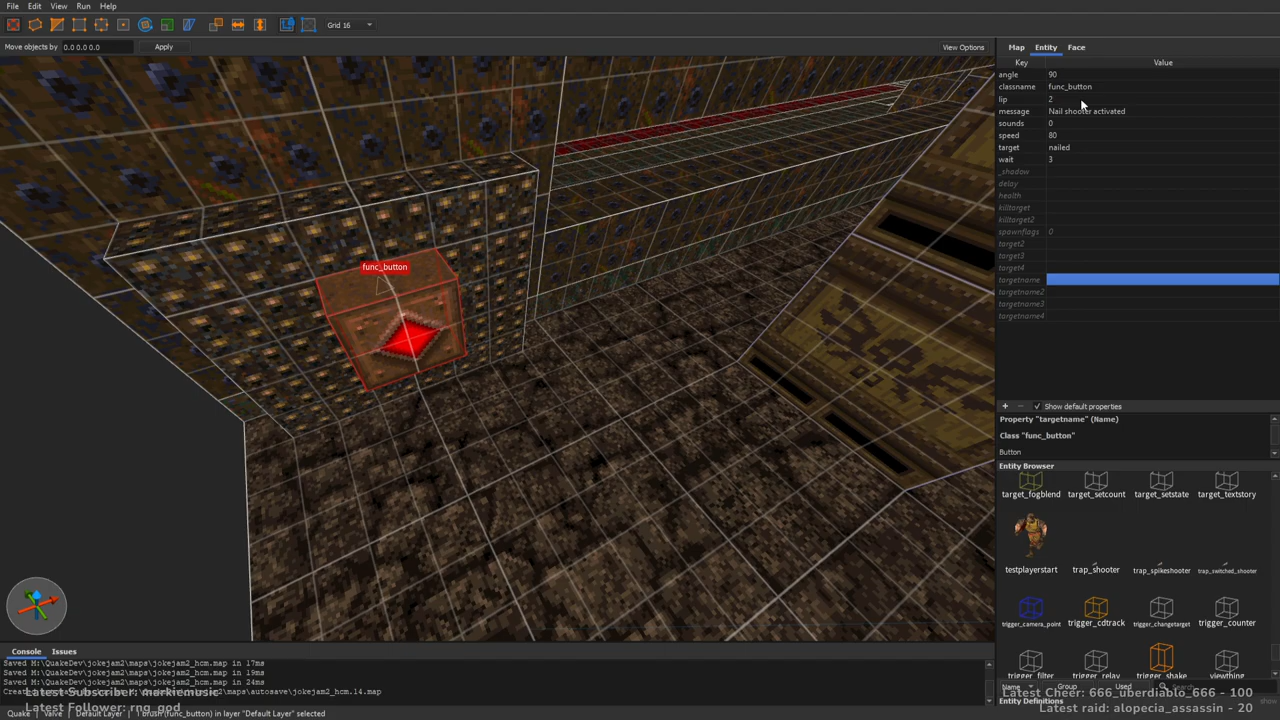 File Edit View Run Help
Grid 16
Move objects by 0.0 0.0 0.0 Apply View Options
Map Entity Face
Key Value
angle 90
classname func_button
lip 2
message Nail shooter activated
sounds 0
speed 80
target nailed
wait 3
_shadow
delay
health
killtarget
killtarget2
spawnflags 0
target2
target3
target4
targetname
targetname2
targetname3
targetname4
func_button
+ − Show default properties
Property "targetname" (Name)
Class "func_button"
Button
Entity Browser
target_fogblend target_setcount target_setstate target_textstory
testplayerstart trap_shooter trap_spikeshooter trap_switched_shooter
trigger_camera_point trigger_cdtrack trigger_changetarget trigger_counter
trigger_filter trigger_relay trigger_shake viewthing
Name Group Used Search
Entity Definitions
Console Issues
Saved M:\QuakeDev\jokejam2\maps\jokejam2_hcm.map in 17ms
Saved M:\QuakeDev\jokejam2\maps\jokejam2_hcm.map in 19ms
Saved M:\QuakeDev\jokejam2\maps\jokejam2_hcm.map in 24ms
Latest Subscriber:
Latest Follower: rng_god
Quake Valve Default Layer 1 brush (func_button) in layer "Default Layer" selected
Latest Cheer: 666_uberdiablo_666 - 100
Latest raid: alopecia_assassin - 20